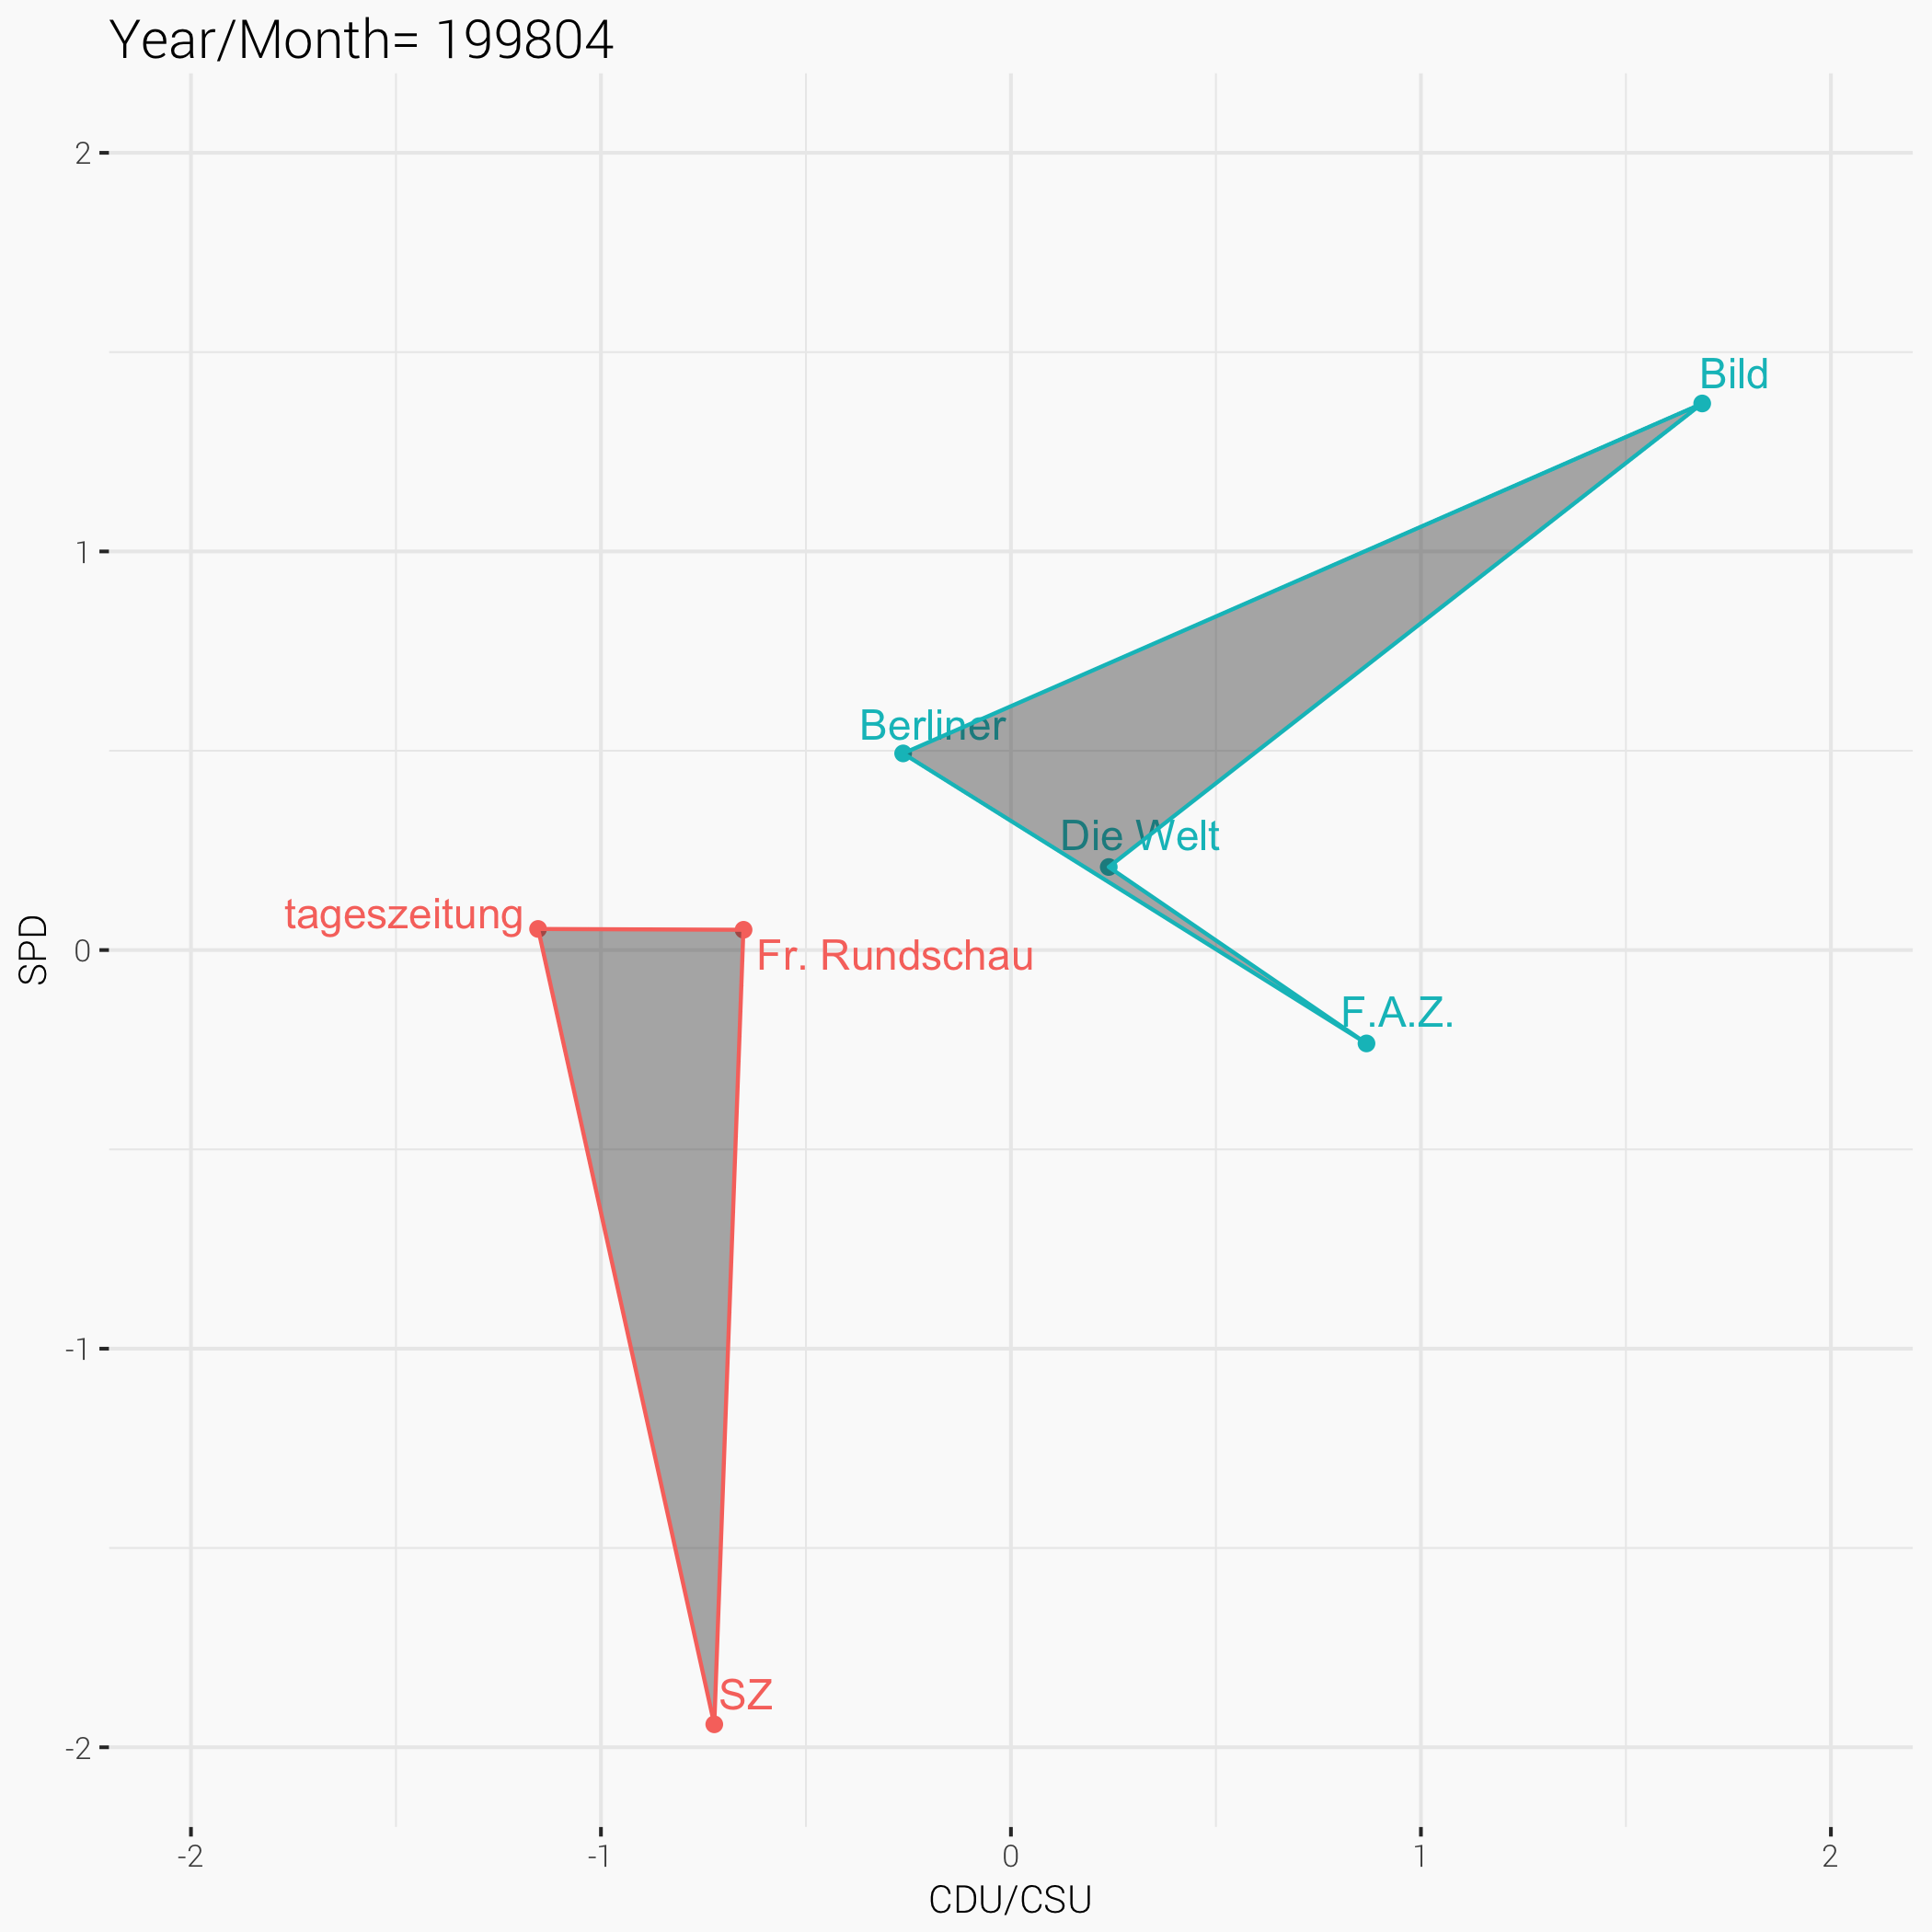 Year/Month= 199804
2
Bild
1
Berliner
Die Welt
tageszeitung
Fr. Rundschau
0
SPD
F.A.Z.
-1
SZ
-2
-2 -1 0 1 2
CDU/CSU